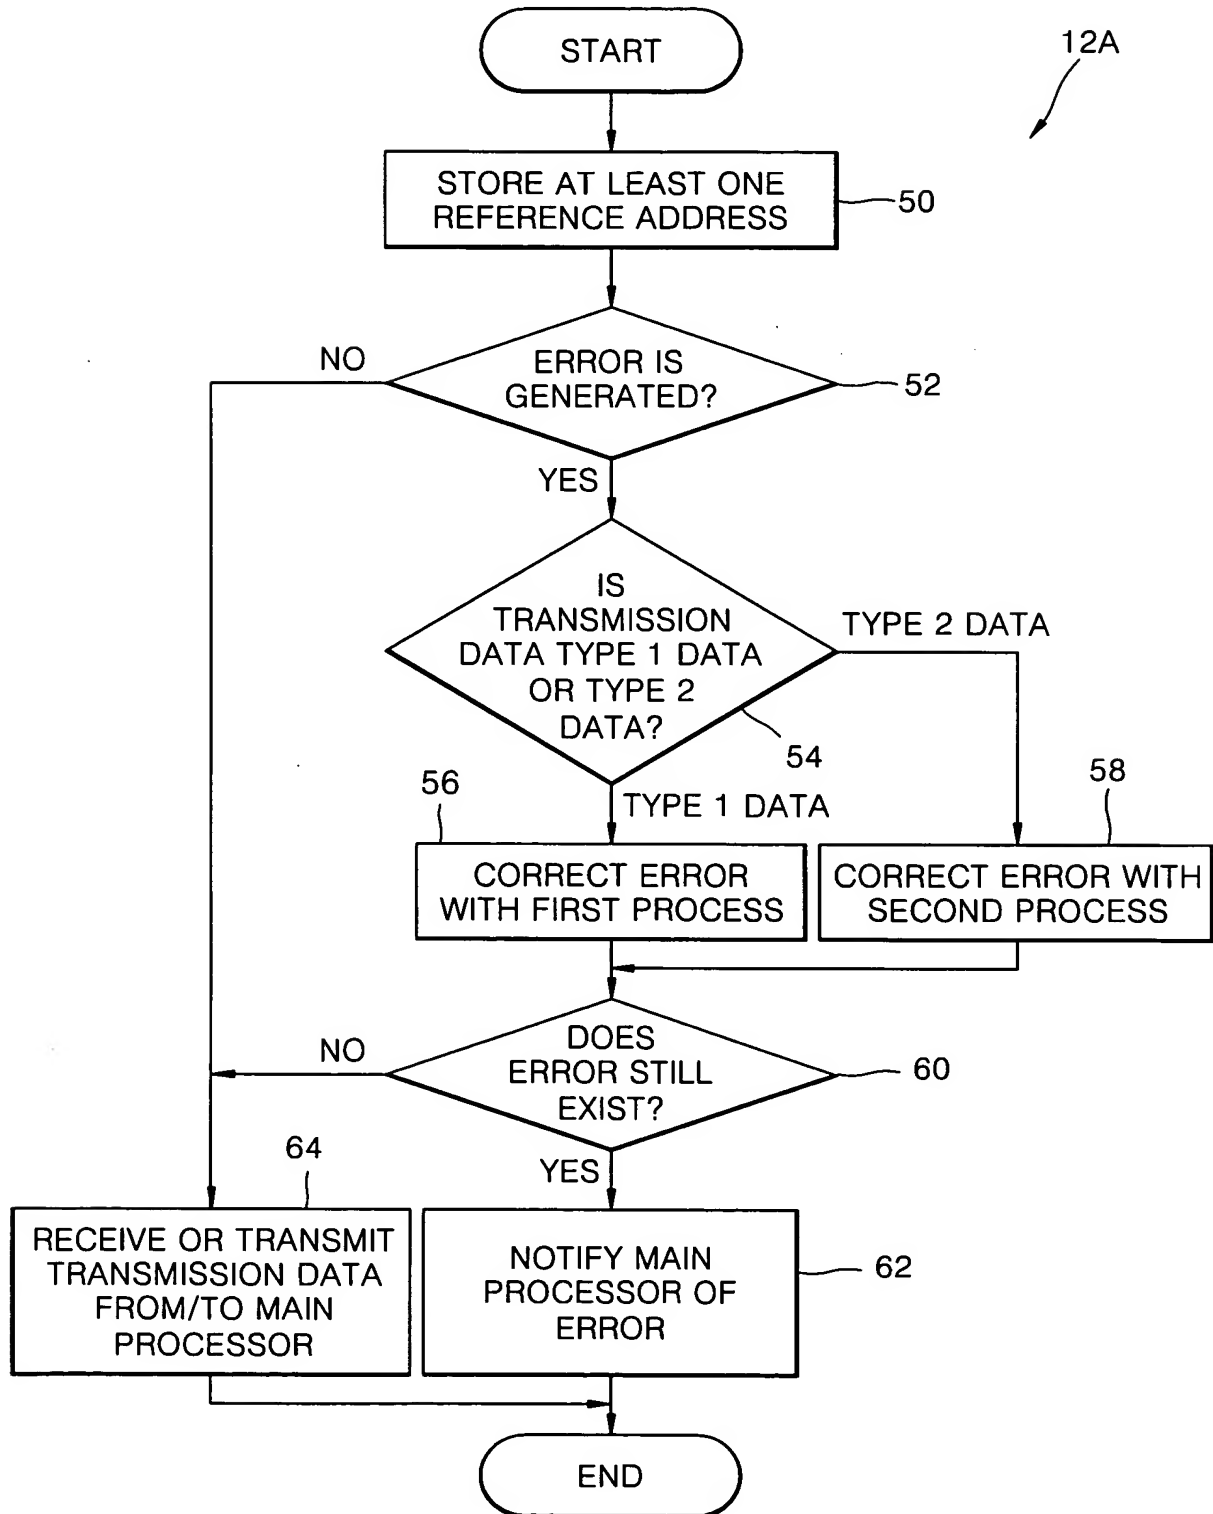 START
12A
STORE AT LEAST ONE
REFERENCE ADDRESS
50
NO
ERROR IS
GENERATED?
52
YES
IS
TRANSMISSION
DATA TYPE 1 DATA
OR TYPE 2
DATA?
TYPE 2 DATA
54
56
TYPE 1 DATA
58
CORRECT ERROR
WITH FIRST PROCESS
CORRECT ERROR WITH
SECOND PROCESS
NO
DOES
ERROR STILL
EXIST?
60
64
YES
RECEIVE OR TRANSMIT
TRANSMISSION DATA
FROM/TO MAIN
PROCESSOR
NOTIFY MAIN
PROCESSOR OF
ERROR
62
END